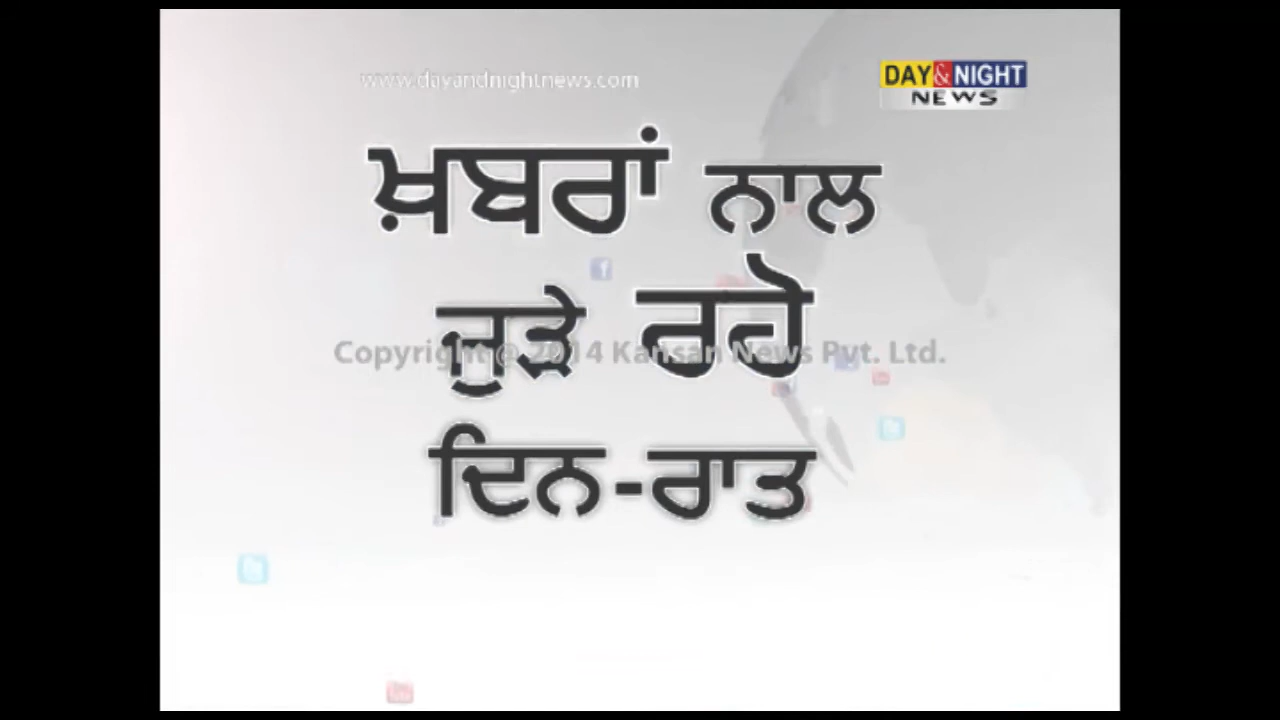 www.dayandnightnews.com
DAY&NIGHT
NEWS
ਖ਼ਬਰਾਂ ਨਾਲ
ਜੁੜੇ ਰਹੋ
Copyright @ 2014 Kansan News Pvt. Ltd.
ਦਿਨ-ਰਾਤ